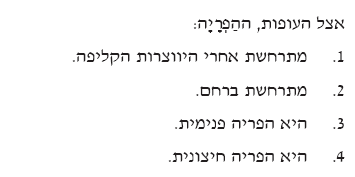 אצל העופות, הַהַפְרָיָה:
1. מתרחשת אחרי היווצרות הקליפה.
2. מתרחשת ברחם.
3. היא הפריה פנימית.
4. היא הפריה חיצונית.